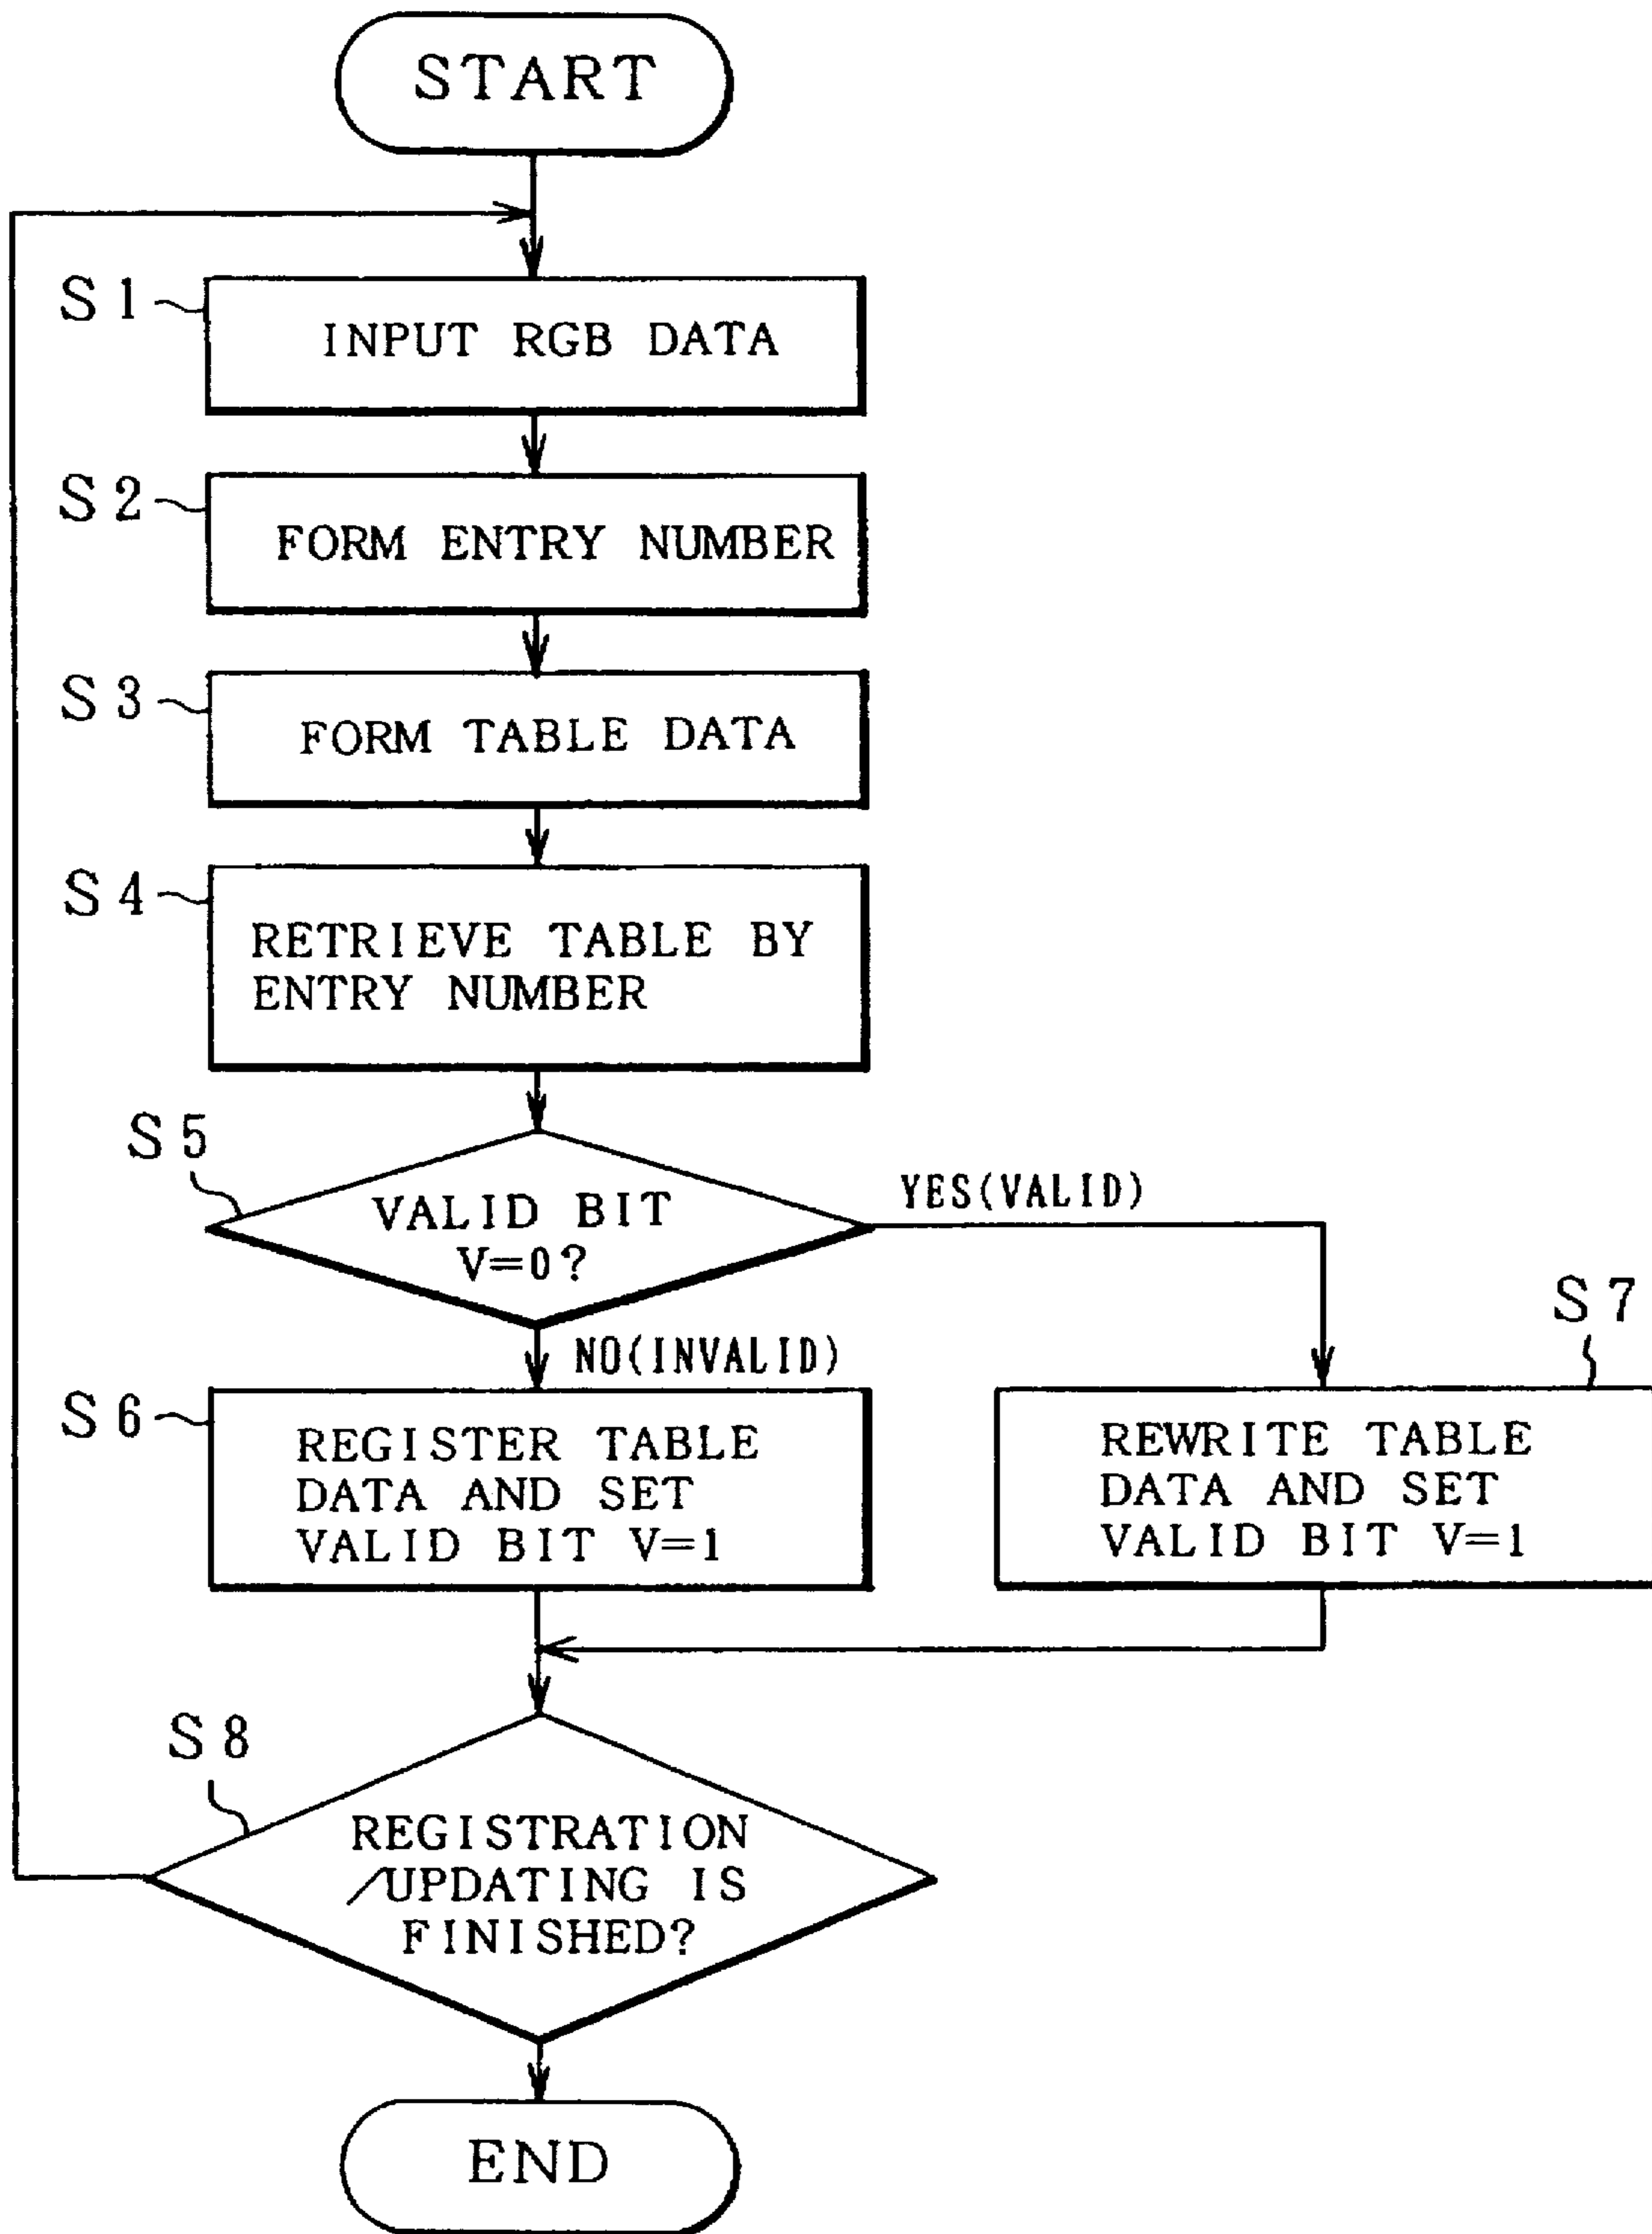 START
S1
INPUT RGB DATA
S2
FORM ENTRY NUMBER
S3
FORM TABLE DATA
S4
RETRIEVE TABLE BY
ENTRY NUMBER
S5
VALID BIT
V=0?
YES(VALID)
NO(INVALID)
S6
REGISTER TABLE
DATA AND SET
VALID BIT V=1
S7
REWRITE TABLE
DATA AND SET
VALID BIT V=1
S8
REGISTRATION
/UPDATING IS
FINISHED?
END